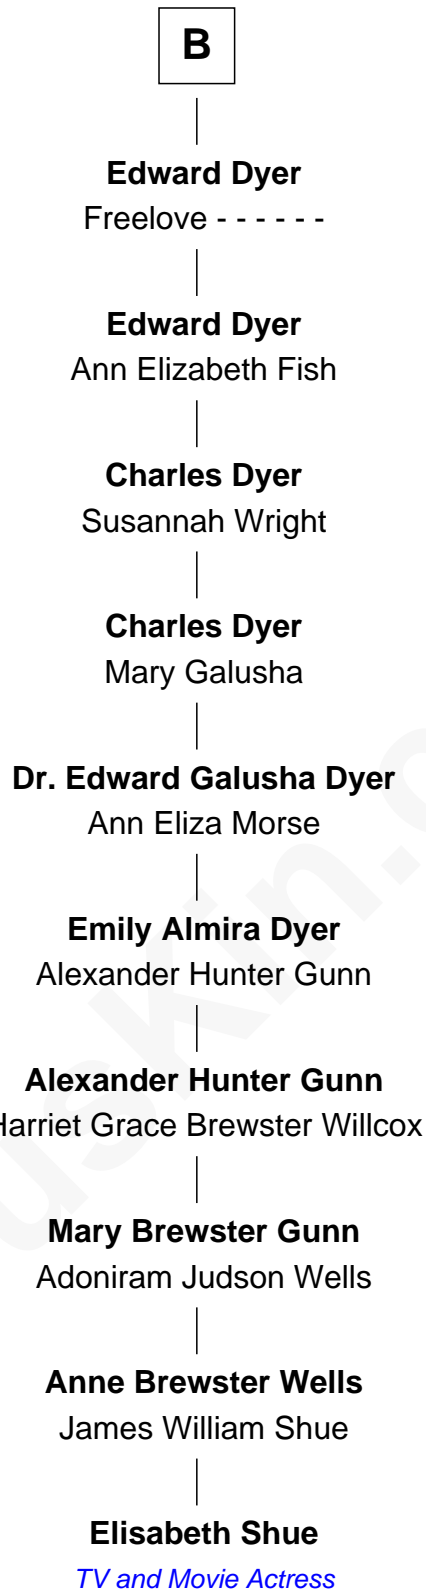 B
Edward Dyer
Freelove - - - - - -
Edward Dyer
Ann Elizabeth Fish
Charles Dyer
Susannah Wright
Charles Dyer
Mary Galusha
Dr. Edward Galusha Dyer
Ann Eliza Morse
Emily Almira Dyer
Alexander Hunter Gunn
Alexander Hunter Gunn
Harriet Grace Brewster Willcox
Mary Brewster Gunn
Adoniram Judson Wells
Anne Brewster Wells
James William Shue
Elisabeth Shue
TV and Movie Actress